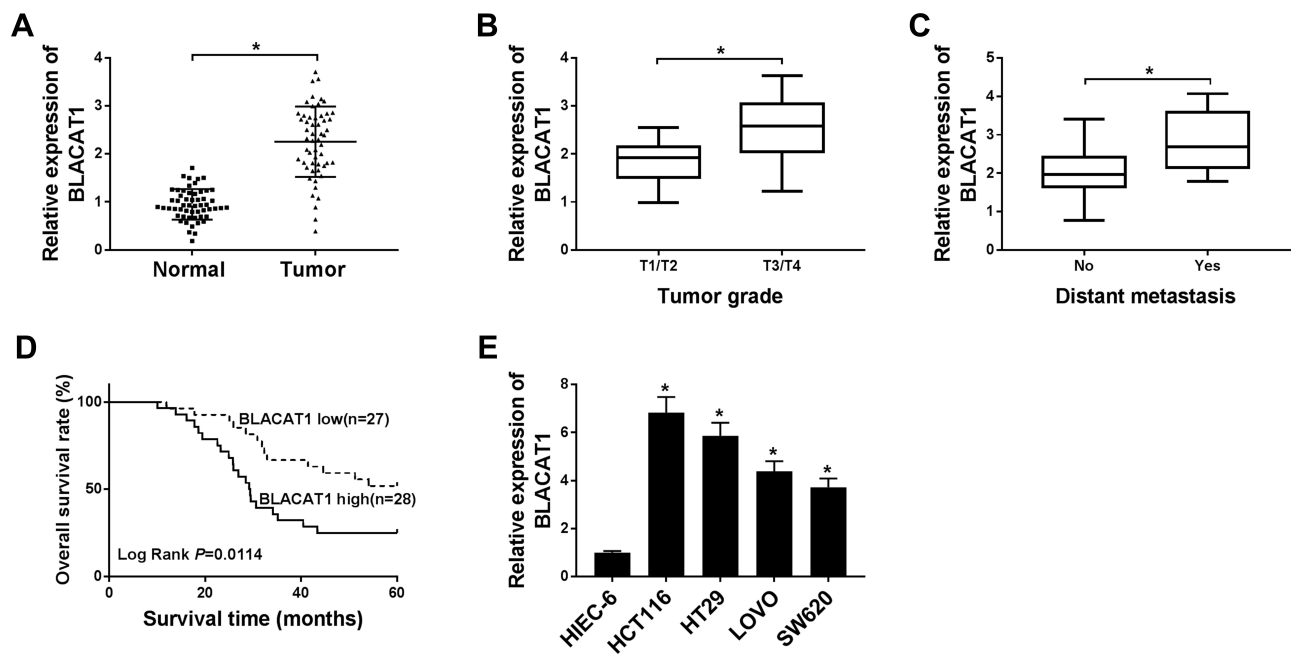 A
Relative expression of
BLACAT1
4
3
2
1
0
*
Normal
Tumor
B
Relative expression of
BLACAT1
4
3
2
1
0
*
T1/T2
T3/T4
Tumor grade
C
Relative expression of
BLACAT1
5
4
3
2
1
0
*
No
Yes
Distant metastasis
D
Overall survival rate (%)
100
50
0
BLACAT1 low(n=27)
BLACAT1 high(n=28)
Log Rank P=0.0114
0
20
40
60
Survival time (months)
E
Relative expression of
BLACAT1
8
6
4
2
0
*
*
*
*
HIEC-6
HCT116
HT29
LOVO
SW620